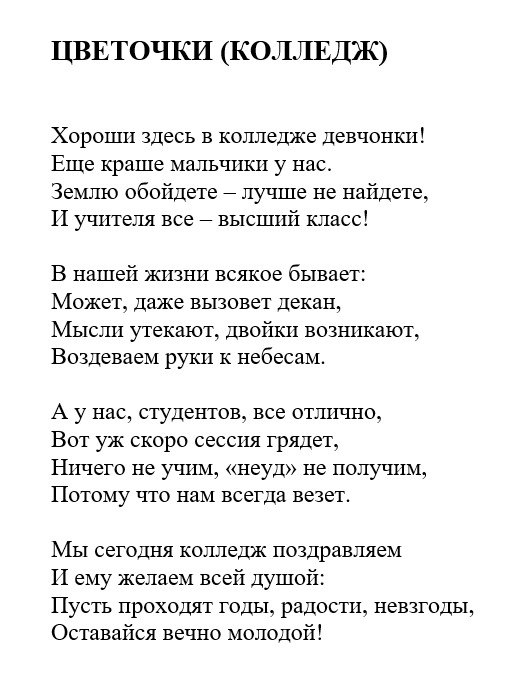 ЦВЕТОЧКИ (КОЛЛЕДЖ)
Хороши здесь в колледже девчонки!
Еще краше мальчики у нас.
Землю обойдете – лучше не найдете,
И учителя все – высший класс!
В нашей жизни всякое бывает:
Может, даже вызовет декан,
Мысли утекают, двойки возникают,
Воздеваем руки к небесам.
А у нас, студентов, все отлично,
Вот уж скоро сессия грядет,
Ничего не учим, «неуд» не получим,
Потому что нам всегда везет.
Мы сегодня колледж поздравляем
И ему желаем всей душой:
Пусть проходят годы, радости, невзгоды,
Оставайся вечно молодой!